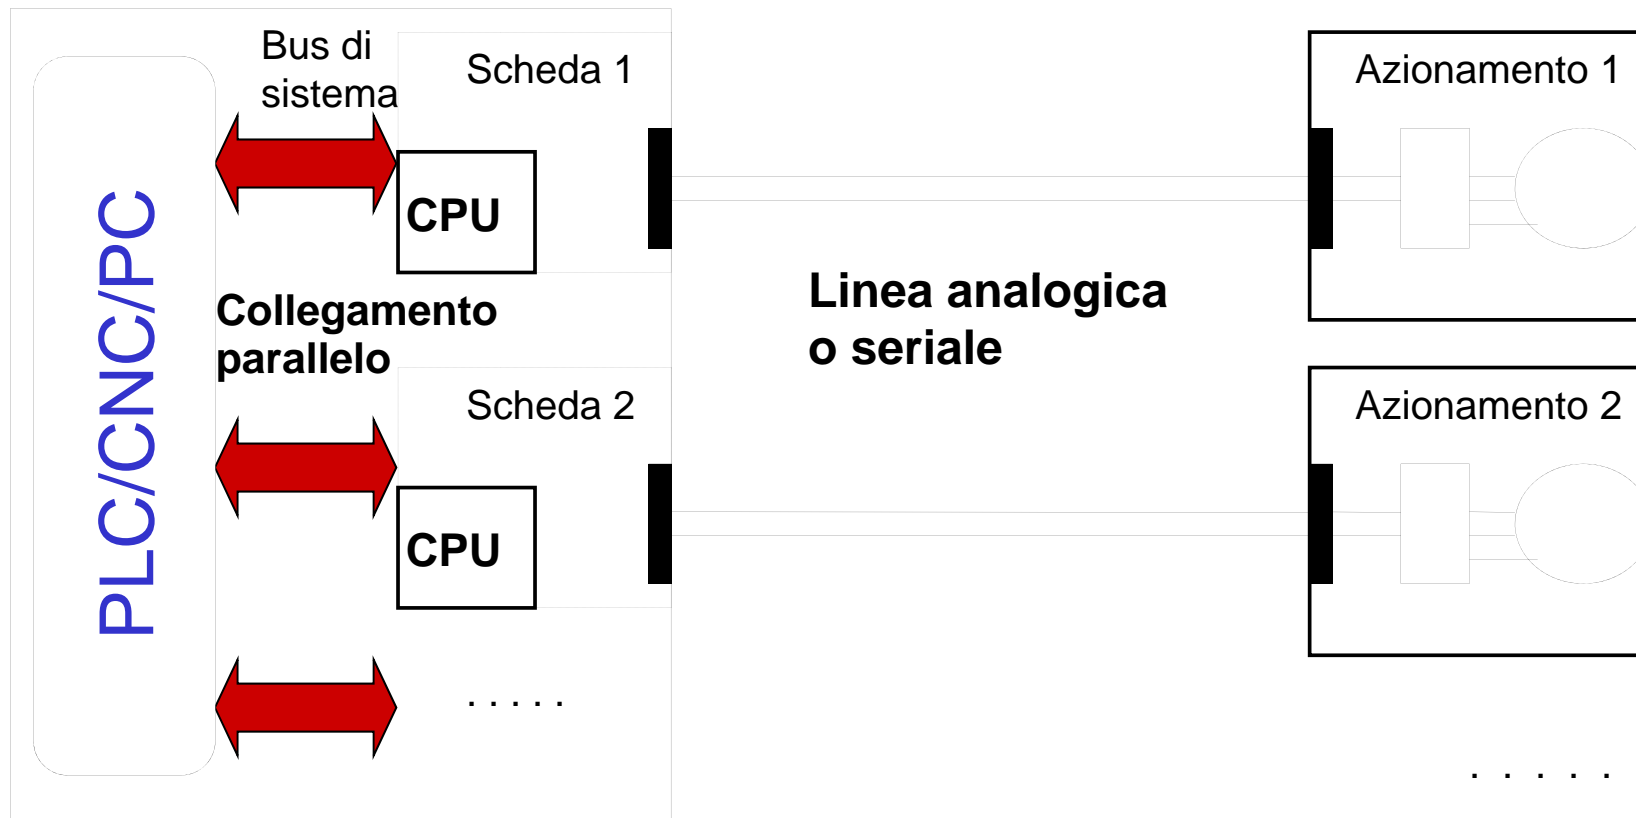 Bus di
sistema
Scheda 1
Azionamento 1
CPU
PLC/CNC/PC
Collegamento
parallelo
Linea analogica
o seriale
Scheda 2
Azionamento 2
CPU
. . . . .
. . . . .